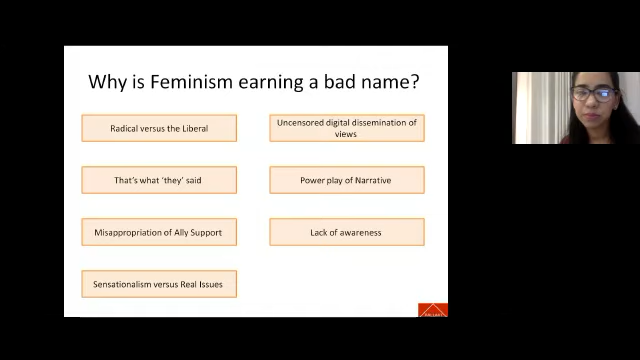 Why is Feminism earning a bad name?
Radical versus the Liberal
That's what 'they' said
Misappropriation of Ally Support
Sensationalism versus Real Issues
Uncensored digital dissemination of
views
Power play of Narrative
Lack of awareness